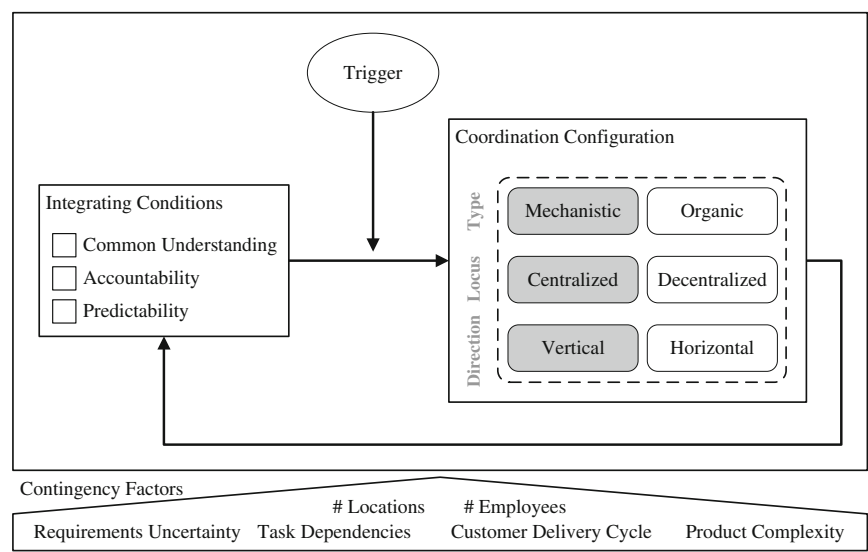 Trigger
Coordination Configuration
Integrating Conditions
Common Understanding
Accountability
Predictability
Type
Mechanistic
Organic
Locus
Centralized
Decentralized
Direction
Vertical
Horizontal
Contingency Factors
# Locations # Employees
Requirements Uncertainty Task Dependencies Customer Delivery Cycle Product Complexity